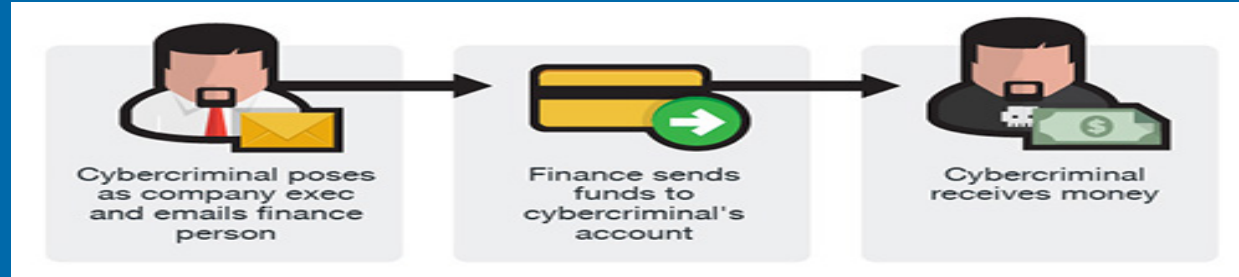 Cybercriminal poses
as company exec
and emails finance
person
Finance sends
funds to
cybercriminal's
account
Cybercriminal
receives money